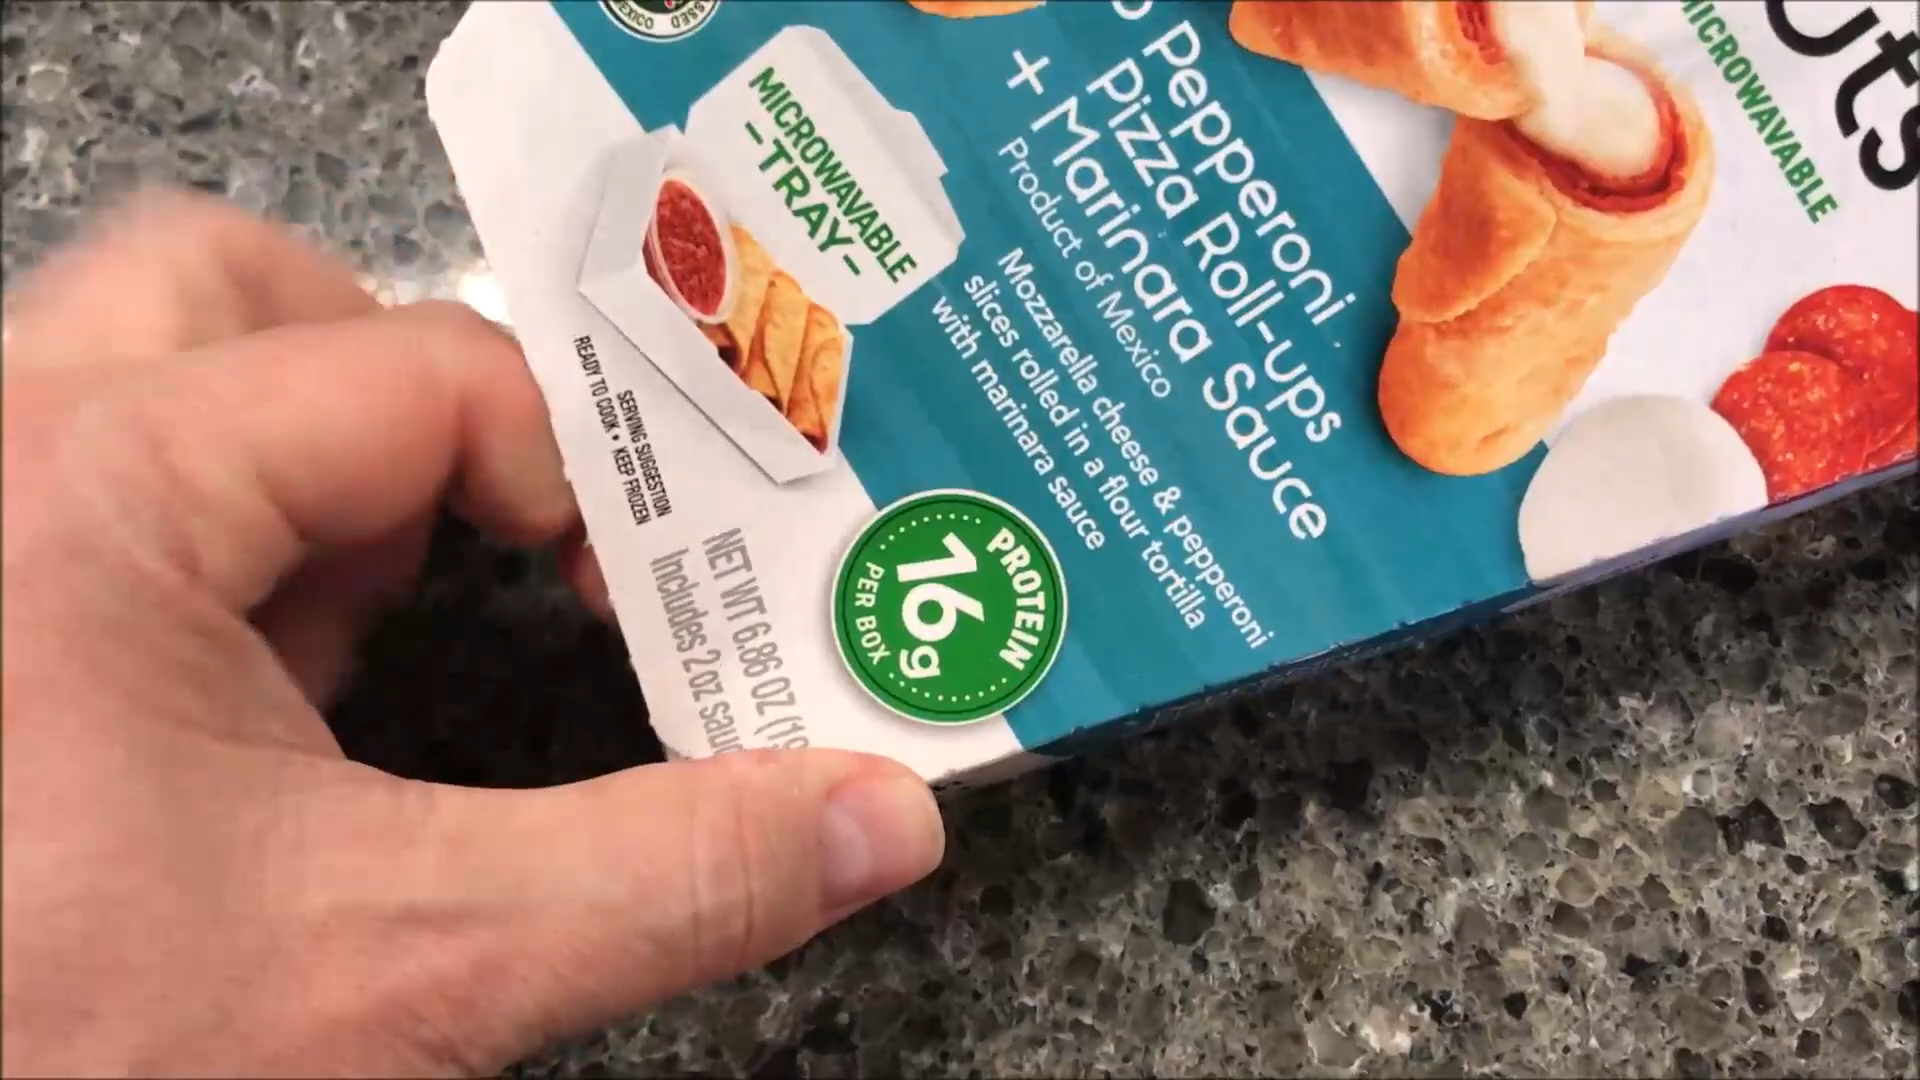 MICROWAVABLE
-TRAY-
Pepperoni
Pizza Roll-ups
+ Marinara Sauce
Product of Mexico
Mozzarella cheese & pepperoni
slices rolled in a flour tortilla
with marinara sauce
MICROWAVABLE
SERVING SUGGESTION
READY TO COOK • KEEP FROZEN
PROTEIN
16g
PER BOX
NET WT 6.86 OZ
Includes 2 oz